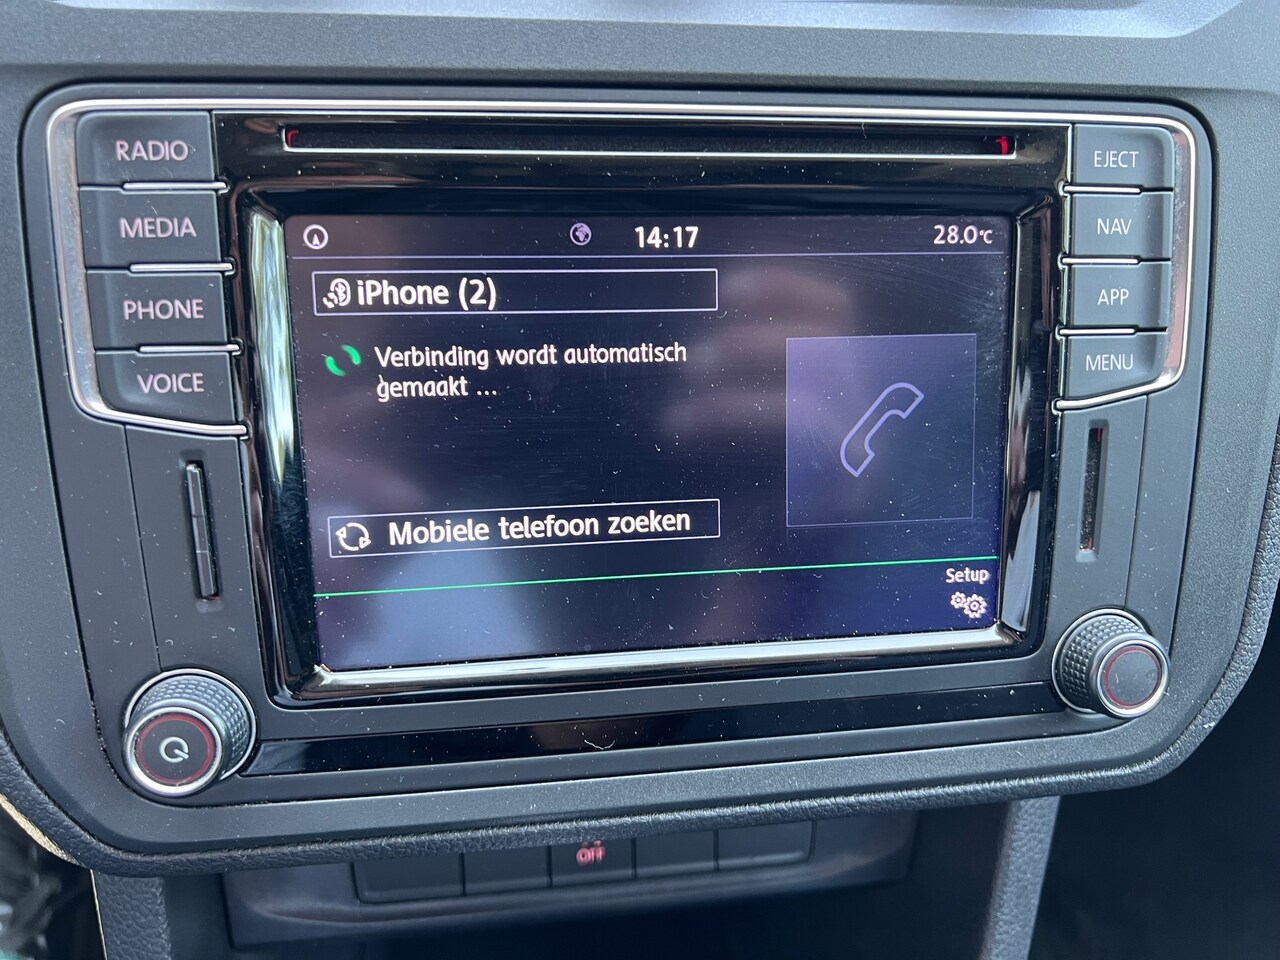 RADIO
MEDIA
PHONE
VOICE
EJECT
NAV
APP
MENU
14:17
28.0°C
iPhone (2)
Verbinding wordt automatisch
gemaakt ...
Mobiele telefoon zoeken
Setup
OFF